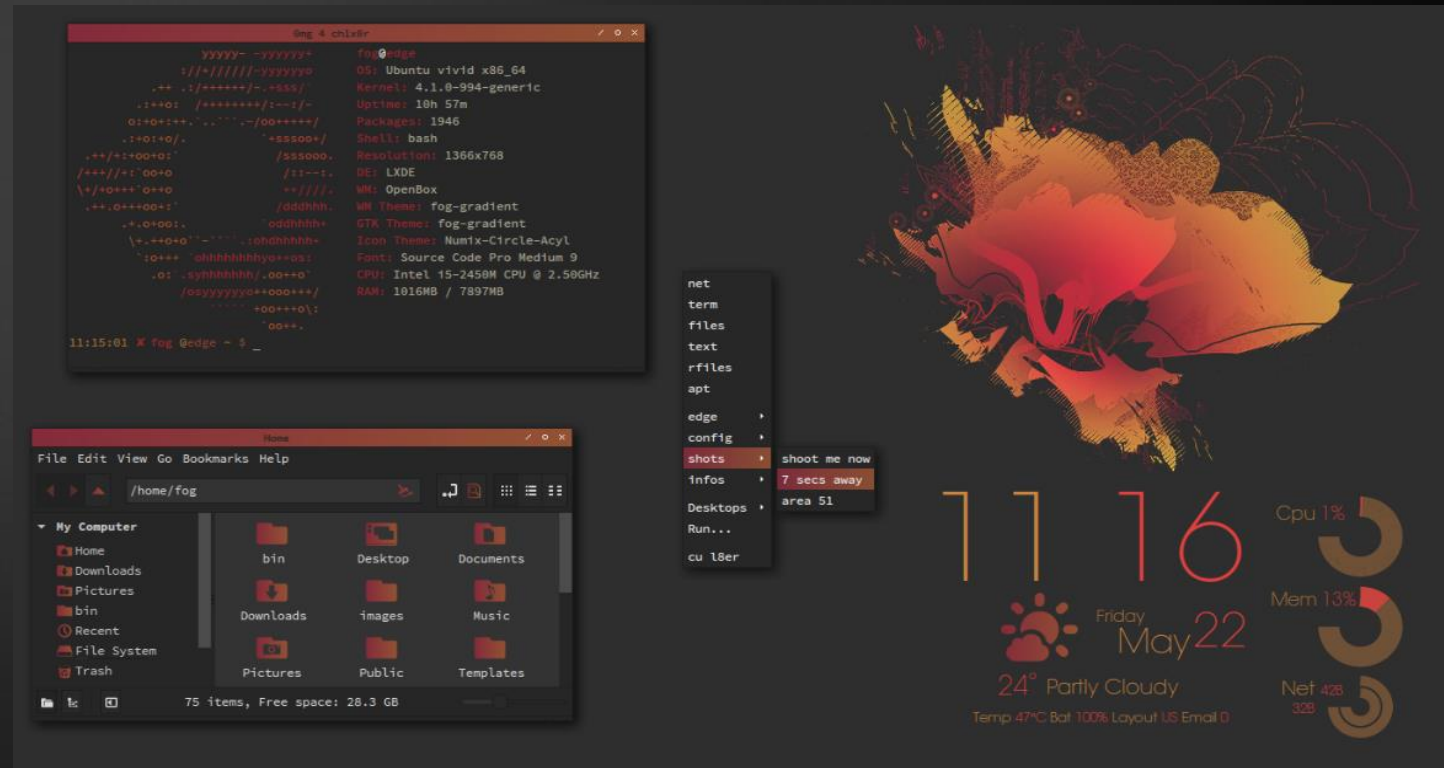 0mg 4 chlx0r
fog@edge
OS: Ubuntu vivid x86_64
Kernel: 4.1.0-994-generic
Uptime: 10h 57m
Packages: 1946
Shell: bash
Resolution: 1366x768
DE: LXDE
WM: OpenBox
WM Theme: fog-gradient
GTK Theme: fog-gradient
Icon Theme: Numix-Circle-Acyl
Font: Source Code Pro Medium 9
CPU: Intel i5-2450M CPU @ 2.50GHz
RAM: 1016MB / 7897MB
11:15:01 ✘ fog @edge ~ $ _
Home
File Edit View Go Bookmarks Help
/home/fog
My Computer
Home
Downloads
Pictures
bin
Recent
File System
Trash
bin Desktop Documents
Downloads images Music
Pictures Public Templates
75 items, Free space: 28.3 GB
net
term
files
text
rfiles
apt
edge
config
shots
infos
Desktops
Run...
cu l8er
shoot me now
7 secs away
area 51
11 16
Friday
May 22
24° Partly Cloudy
Temp 47°C Bat 100% Layout US Email 0
Cpu 1%
Mem 13%
Net 42B
32B